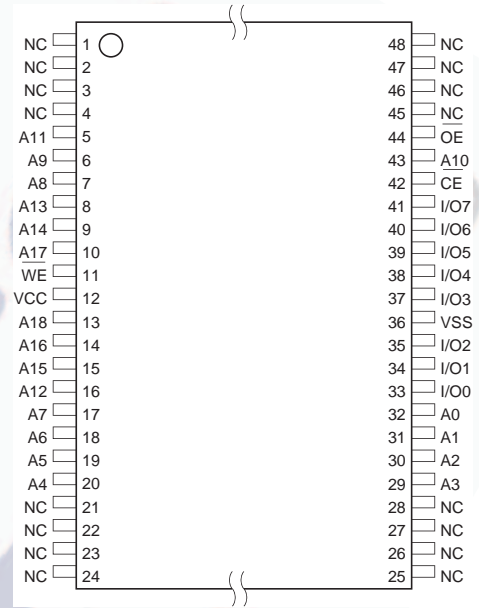 NC 1 48 NC
NC 2 47 NC
NC 3 46 NC
NC 4 45 NC
A11 5 44 O̅E̅
A9 6 43 A10
A8 7 42 C̅E̅
A13 8 41 I/O7
A14 9 40 I/O6
A17 10 39 I/O5
W̅E̅ 11 38 I/O4
VCC 12 37 I/O3
A18 13 36 VSS
A16 14 35 I/O2
A15 15 34 I/O1
A12 16 33 I/O0
A7 17 32 A0
A6 18 31 A1
A5 19 30 A2
A4 20 29 A3
NC 21 28 NC
NC 22 27 NC
NC 23 26 NC
NC 24 25 NC